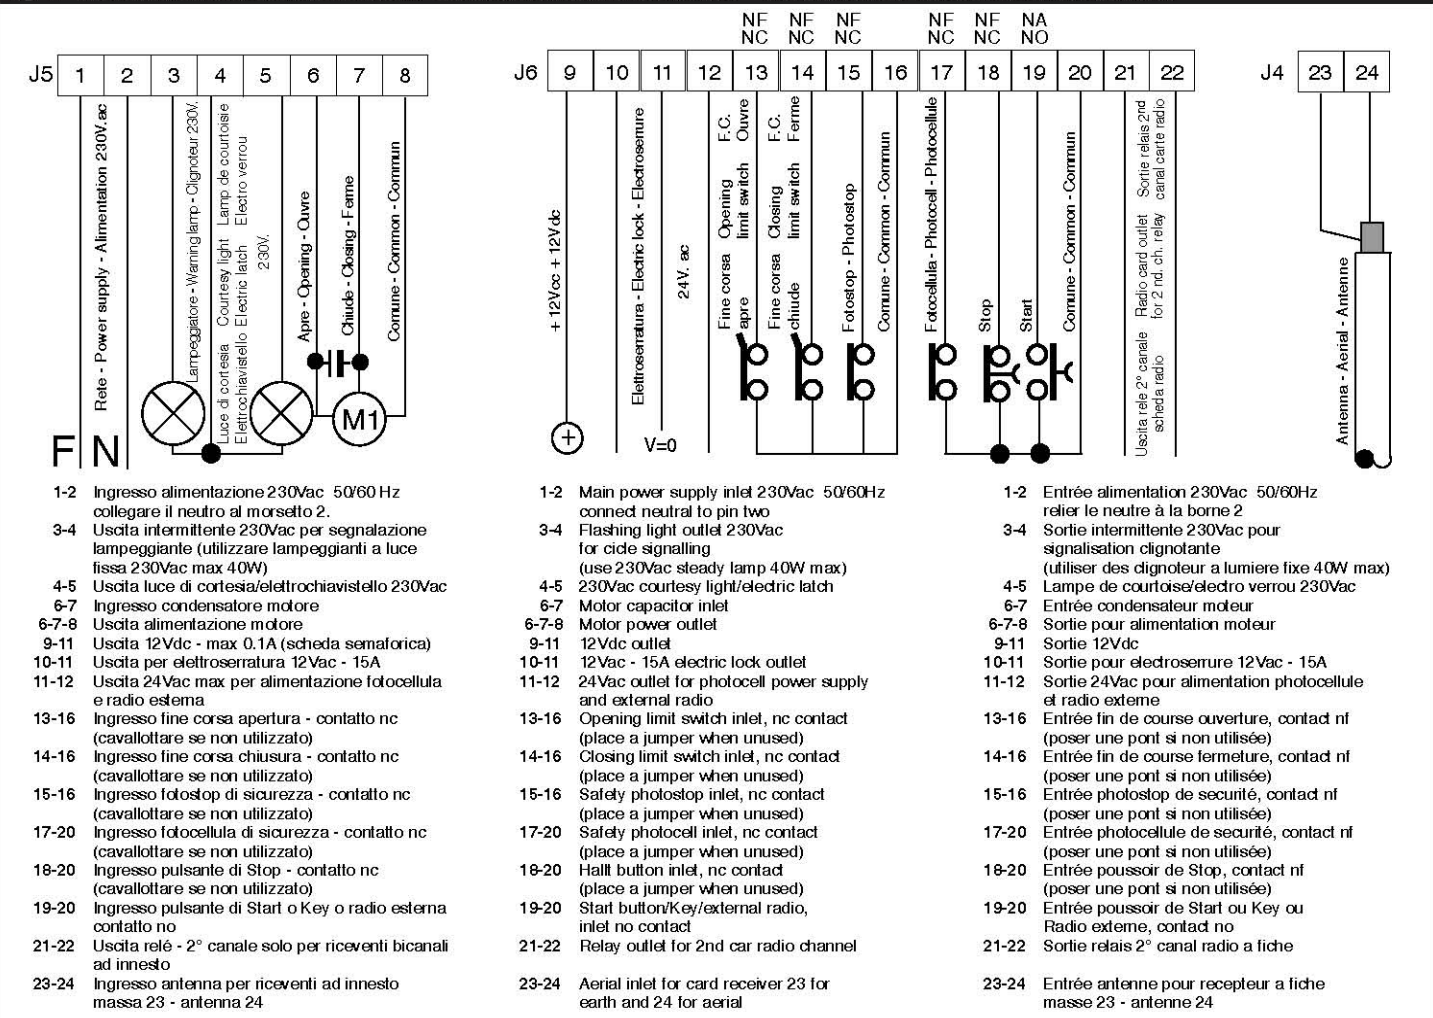 NF NF NF NF NF NA
NC NC NC NC NC NO
J5 1 2 3 4 5 6 7 8
J6 9 10 11 12 13 14 15 16 17 18 19 20 21 22
J4 23 24
Rete - Power supply - Alimentation 230V.ac
Lampeggiatore - Warning lamp - Clignoteur 230V.
Luce di cortesia Courtesy light Lamp de courtoisie
Elettrochiavistello Electric latch Electro verrou
230V.
Apre - Opening - Ouvre
Chiude - Closing - Ferme
Comune - Common - Commun
M1
F N
+ 12Vcc + 12Vdc
+
Elettroserratura - Electric lock - Electroserrure
24V. ac
V=0
Fine corsa Opening F.C.
apre limit switch Ouvre
Fine corsa Closing F.C.
chiude limit switch Ferme
Fotostop - Photostop
Comune - Common - Commun
Fotocellula - Photocell - Photocellule
Stop
Start
Comune - Common - Commun
Uscita rele 2° canale Radio card outlet Sortie relais 2nd
scheda radio for 2 nd. ch. relay canal carte radio
Antenna - Aerial - Antenne
1-2 Ingresso alimentazione 230Vac 50/60 Hz
collegare il neutro al morsetto 2.
3-4 Uscita intermittente 230Vac per segnalazione
lampeggiante (utilizzare lampeggianti a luce
fissa 230Vac max 40W)
4-5 Uscita luce di cortesia/elettrochiavistello 230Vac
6-7 Ingresso condensatore motore
6-7-8 Uscita alimentazione motore
9-11 Uscita 12Vdc - max 0.1A (scheda semaforica)
10-11 Uscita per elettroserratura 12Vac - 15A
11-12 Uscita 24Vac max per alimentazione fotocellula
e radio esterna
13-16 Ingresso fine corsa apertura - contatto nc
(cavallottare se non utilizzato)
14-16 Ingresso fine corsa chiusura - contatto nc
(cavallottare se non utilizzato)
15-16 Ingresso fotostop di sicurezza - contatto nc
(cavallottare se non utilizzato)
17-20 Ingresso fotocellula di sicurezza - contatto nc
(cavallottare se non utilizzato)
18-20 Ingresso pulsante di Stop - contatto nc
(cavallottare se non utilizzato)
19-20 Ingresso pulsante di Start o Key o radio esterna
contatto no
21-22 Uscita relé - 2° canale solo per riceventi bicanali
ad innesto
23-24 Ingresso antenna per riceventi ad innesto
massa 23 - antenna 24
1-2 Main power supply inlet 230Vac 50/60Hz
connect neutral to pin two
3-4 Flashing light outlet 230Vac
for cicle signalling
(use 230Vac steady lamp 40W max)
4-5 230Vac courtesy light/electric latch
6-7 Motor capacitor inlet
6-7-8 Motor power outlet
9-11 12Vdc outlet
10-11 12Vac - 15A electric lock outlet
11-12 24Vac outlet for photocell power supply
and external radio
13-16 Opening limit switch inlet, nc contact
(place a jumper when unused)
14-16 Closing limit switch inlet, nc contact
(place a jumper when unused)
15-16 Safety photostop inlet, nc contact
(place a jumper when unused)
17-20 Safety photocell inlet, nc contact
(place a jumper when unused)
18-20 Hallt button inlet, nc contact
(place a jumper when unused)
19-20 Start button/Key/external radio,
inlet no contact
21-22 Relay outlet for 2nd car radio channel
23-24 Aerial inlet for card receiver 23 for
earth and 24 for aerial
1-2 Entrée alimentation 230Vac 50/60Hz
relier le neutre à la borne 2
3-4 Sortie intermittente 230Vac pour
signalisation clignotante
(utiliser des clignoteur a lumiere fixe 40W max)
4-5 Lampe de courtoise/electro verrou 230Vac
6-7 Entrée condensateur moteur
6-7-8 Sortie pour alimentation moteur
9-11 Sortie 12Vdc
10-11 Sortie pour electroserrure 12Vac - 15A
11-12 Sortie 24Vac pour alimentation photocellule
et radio externe
13-16 Entrée fin de course ouverture, contact nf
(poser une pont si non utilisée)
14-16 Entrée fin de course fermeture, contact nf
(poser une pont si non utilisée)
15-16 Entrée photostop de securité, contact nf
(poser une pont si non utilisée)
17-20 Entrée photocellule de securité, contact nf
(poser une pont si non utilisée)
18-20 Entrée poussoir de Stop, contact nf
(poser une pont si non utilisée)
19-20 Entrée poussoir de Start ou Key ou
Radio externe, contact no
21-22 Sortie relais 2° canal radio a fiche
23-24 Entrée antenne pour recepteur a fiche
masse 23 - antenne 24